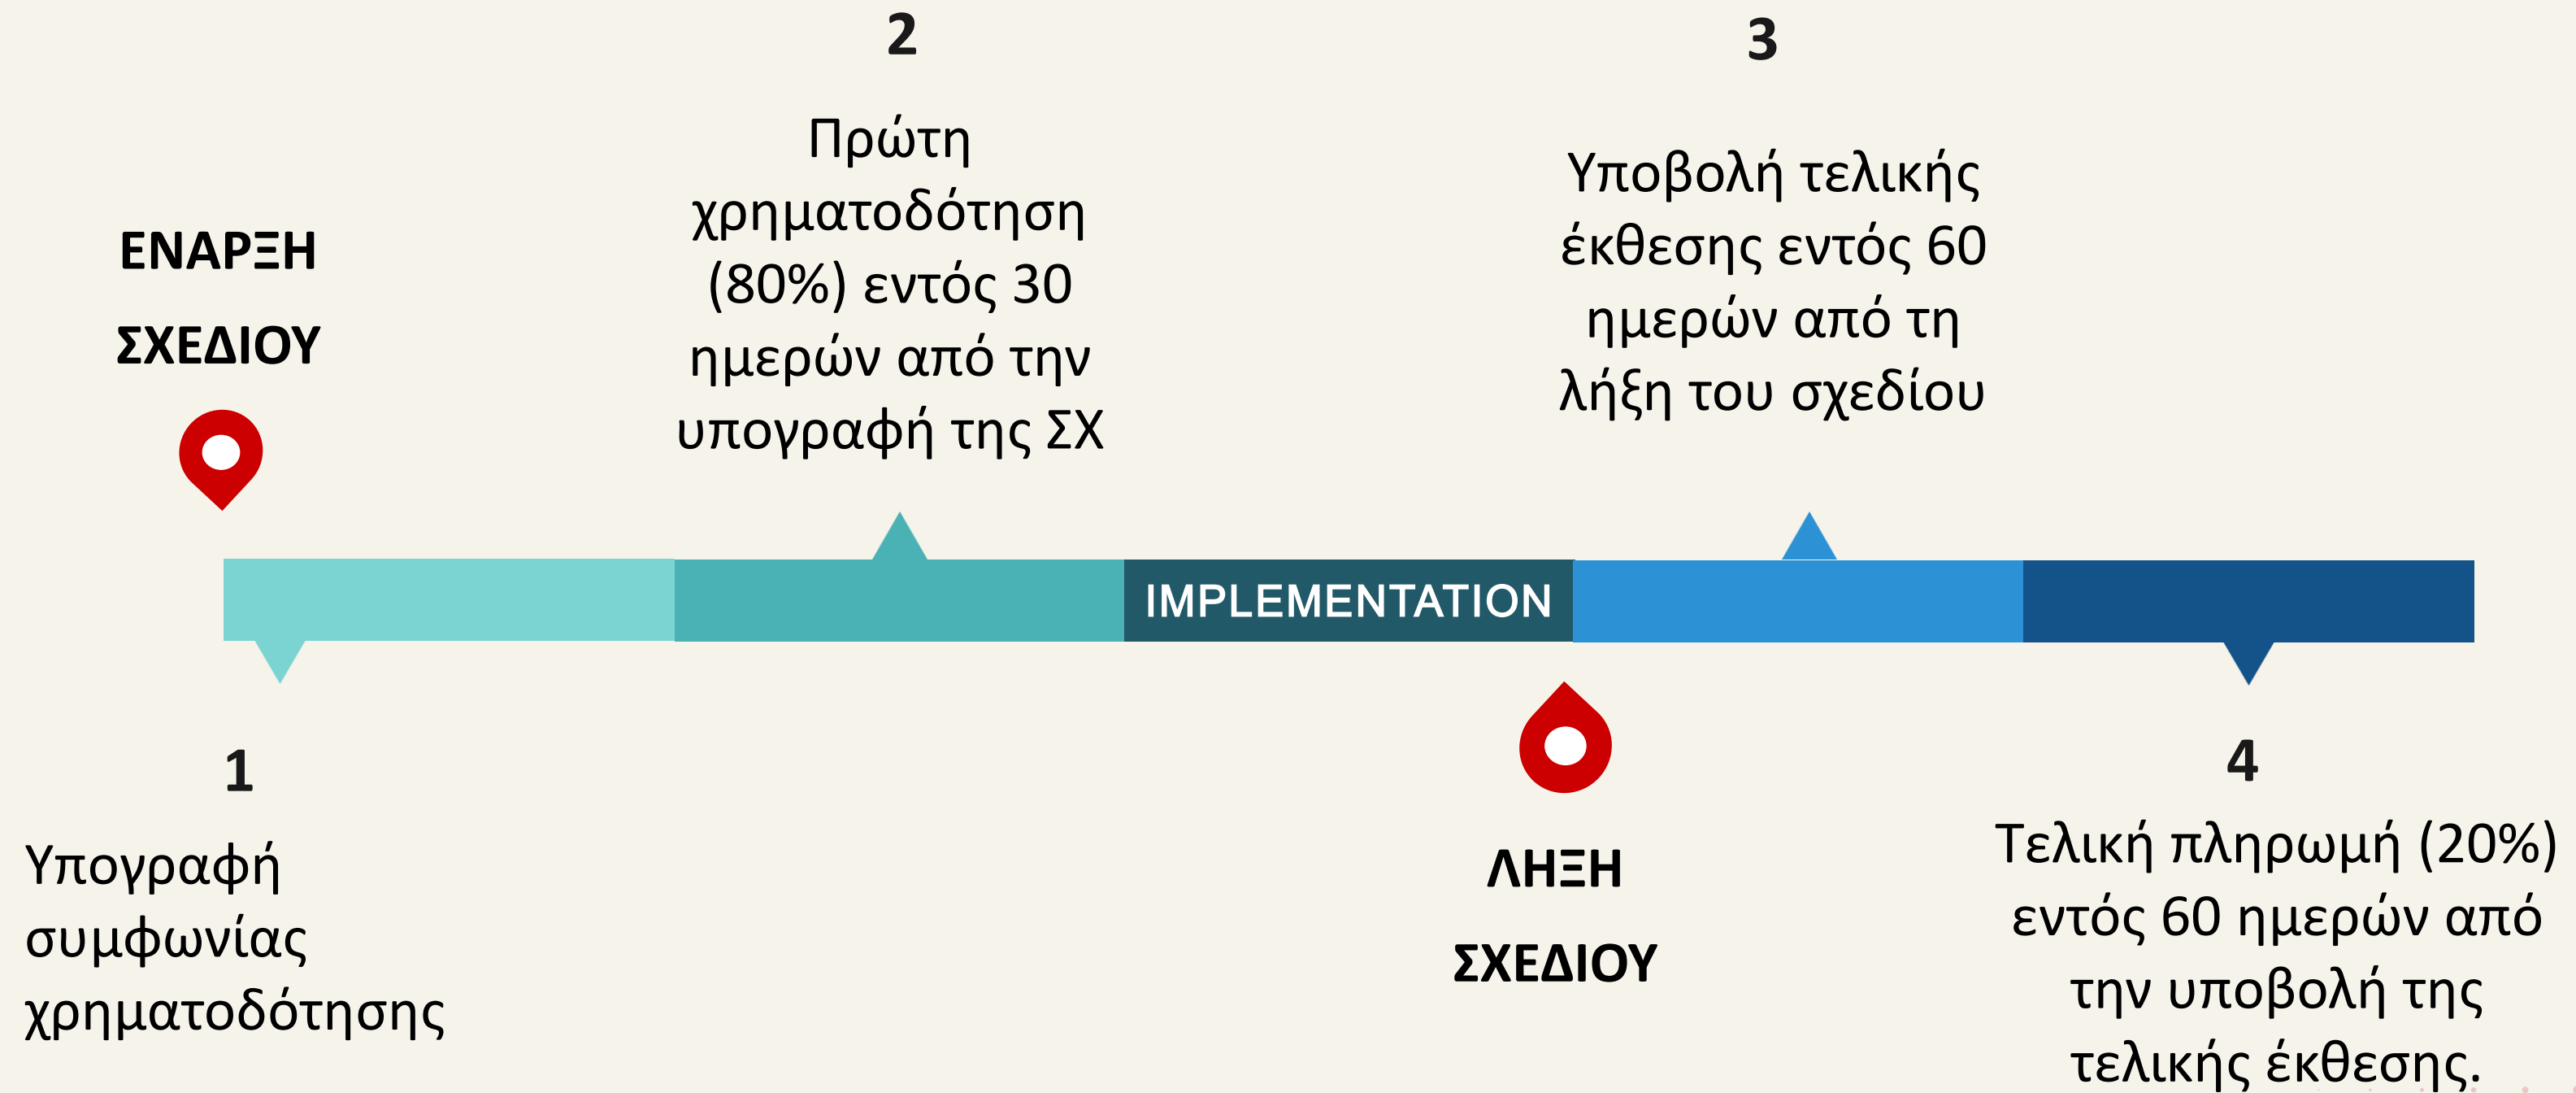 ΕΝΑΡΞΗ
ΣΧΕΔΙΟΥ
1
Υπογραφή
συμφωνίας
χρηματοδότησης
2
Πρώτη
χρηματοδότηση
(80%) εντός 30
ημερών από την
υπογραφή της ΣΧ
IMPLEMENTATION
3
Υποβολή τελικής
έκθεσης εντός 60
ημερών από τη
λήξη του σχεδίου
ΛΗΞΗ
ΣΧΕΔΙΟΥ
4
Τελική πληρωμή (20%)
εντός 60 ημερών από
την υποβολή της
τελικής έκθεσης.